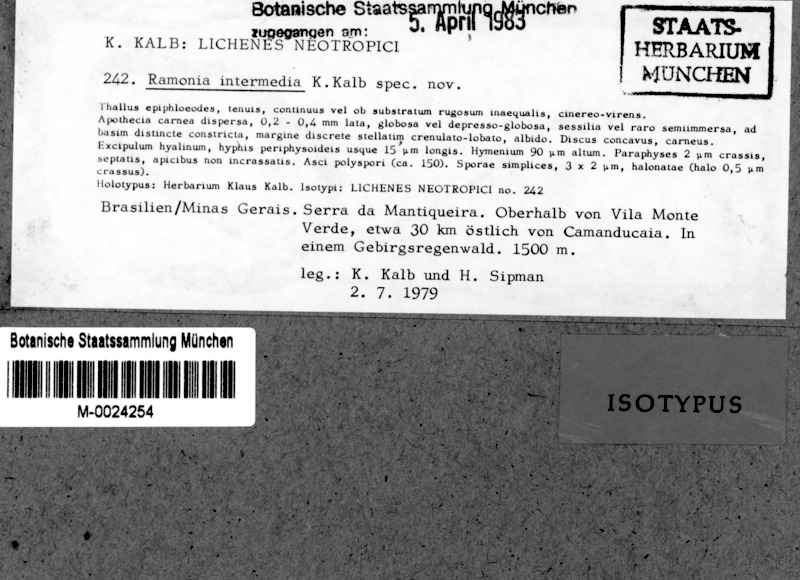 Botanische Staatssammlung München
zugegangen am: 5. April 1983
STAATS-
HERBARIUM
MÜNCHEN
K. KALB: LICHENES NEOTROPICI
242. Ramonia intermedia K.Kalb spec. nov.
Thallus epiphloeodes, tenuis, continuus vel ob substratum rugosum inaequalis, cinereo-virens.
Apothecia carnea dispersa, 0,2 - 0,4 mm lata, globosa vel depresso-globosa, sessilia vel raro semiimmersa, ad
basim distincte constricta, margine discrete stellatim crenulato-lobato, albido. Discus concavus, carneus.
Excipulum hyalinum, hyphis periphysoideis usque 15 µm longis. Hymenium 90 µm altum. Paraphyses 2 µm crassis,
septatis, apicibus non incrassatis. Asci polyspori (ca. 150). Sporae simplices, 3 x 2 µm, halonatae (halo 0,5 µm
crassus).
Holotypus: Herbarium Klaus Kalb. Isotypi: LICHENES NEOTROPICI no. 242
Brasilien/Minas Gerais. Serra da Mantiqueira. Oberhalb von Vila Monte
Verde, etwa 30 km östlich von Camanducaia. In
einem Gebirgsregenwald. 1500 m.
leg.: K. Kalb und H. Sipman
2. 7. 1979
Botanische Staatssammlung München
M-0024254
ISOTYPUS